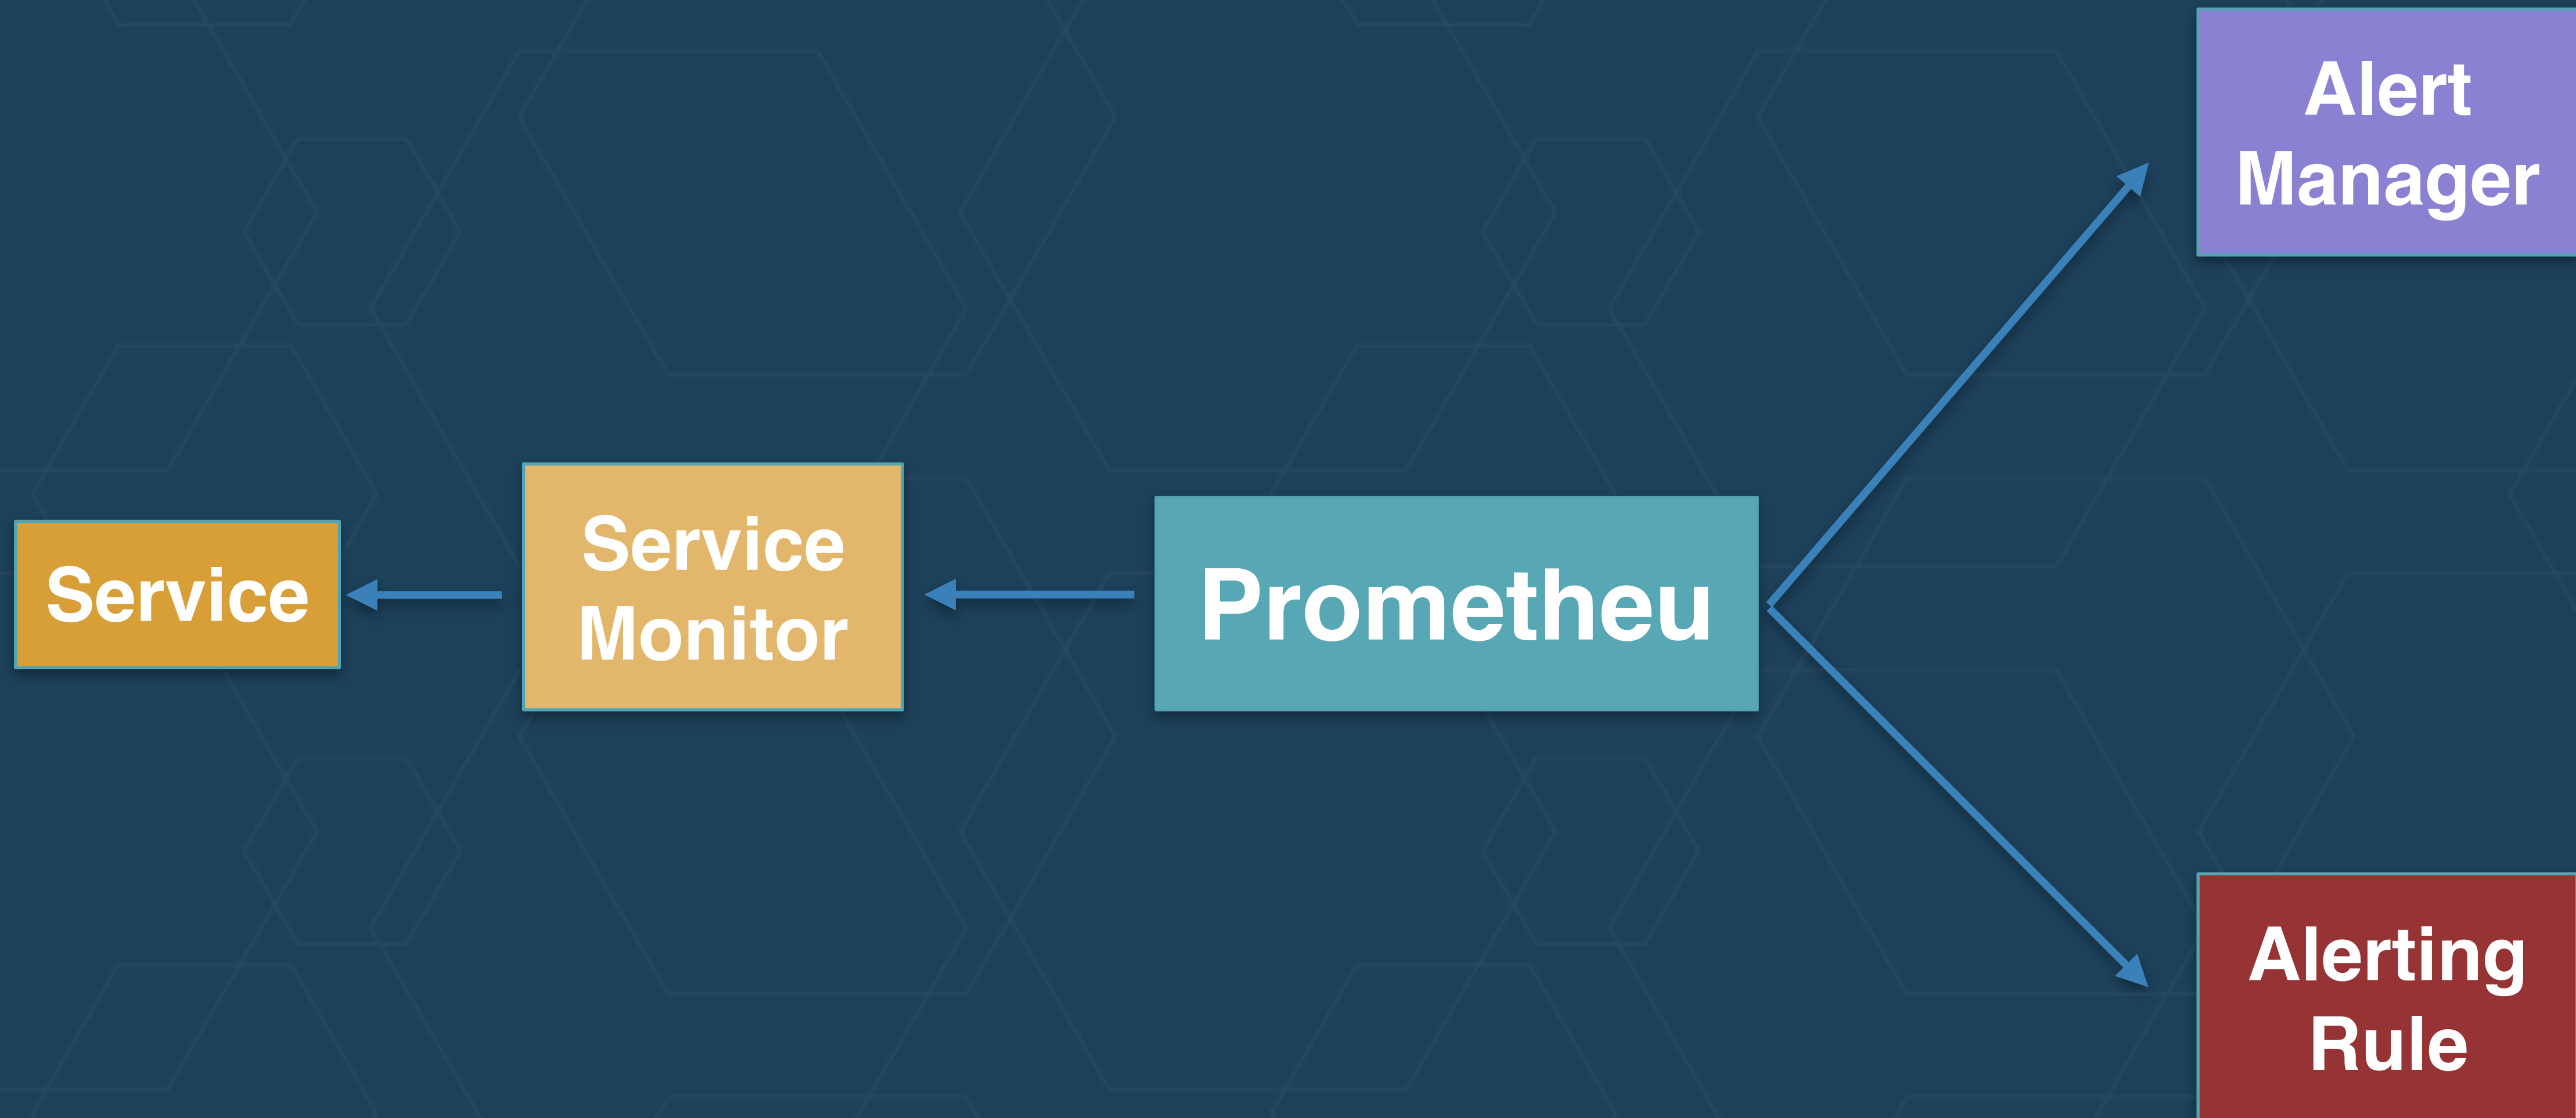 Alert
Manager
Service
Service
Monitor
Prometheu
Alerting
Rule